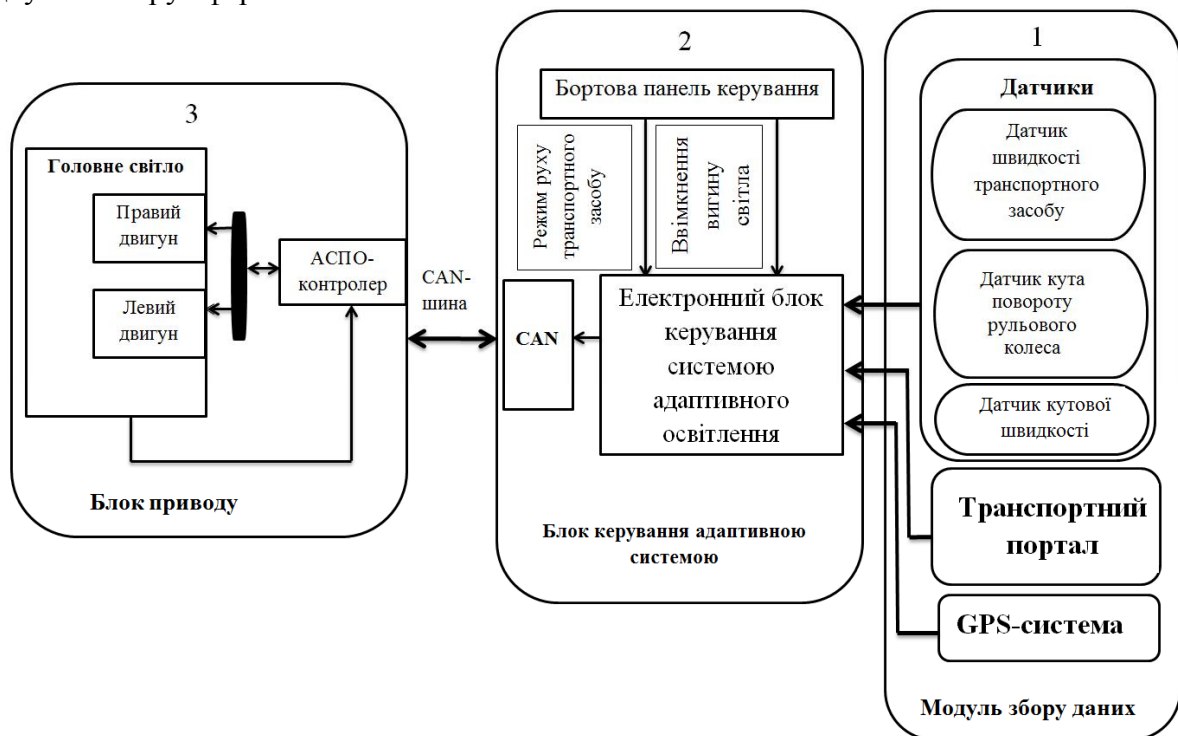 3
Головне світло
Правий
двигун
Левий
двигун
АСПО-
контролер
Блок приводу
CAN-
шина
2
Бортова панель керування
Режим руху
транспортного
засобу
Ввімкнення
вигину
світла
CAN
Електронний блок
керування
системою
адаптивного
освітлення
Блок керування адаптивною
системою
1
Датчики
Датчик
швидкості
транспортного
засобу
Датчик кута
повороту
рульового
колеса
Датчик кутової
швидкості
Транспортний
портал
GPS-система
Модуль збору даних